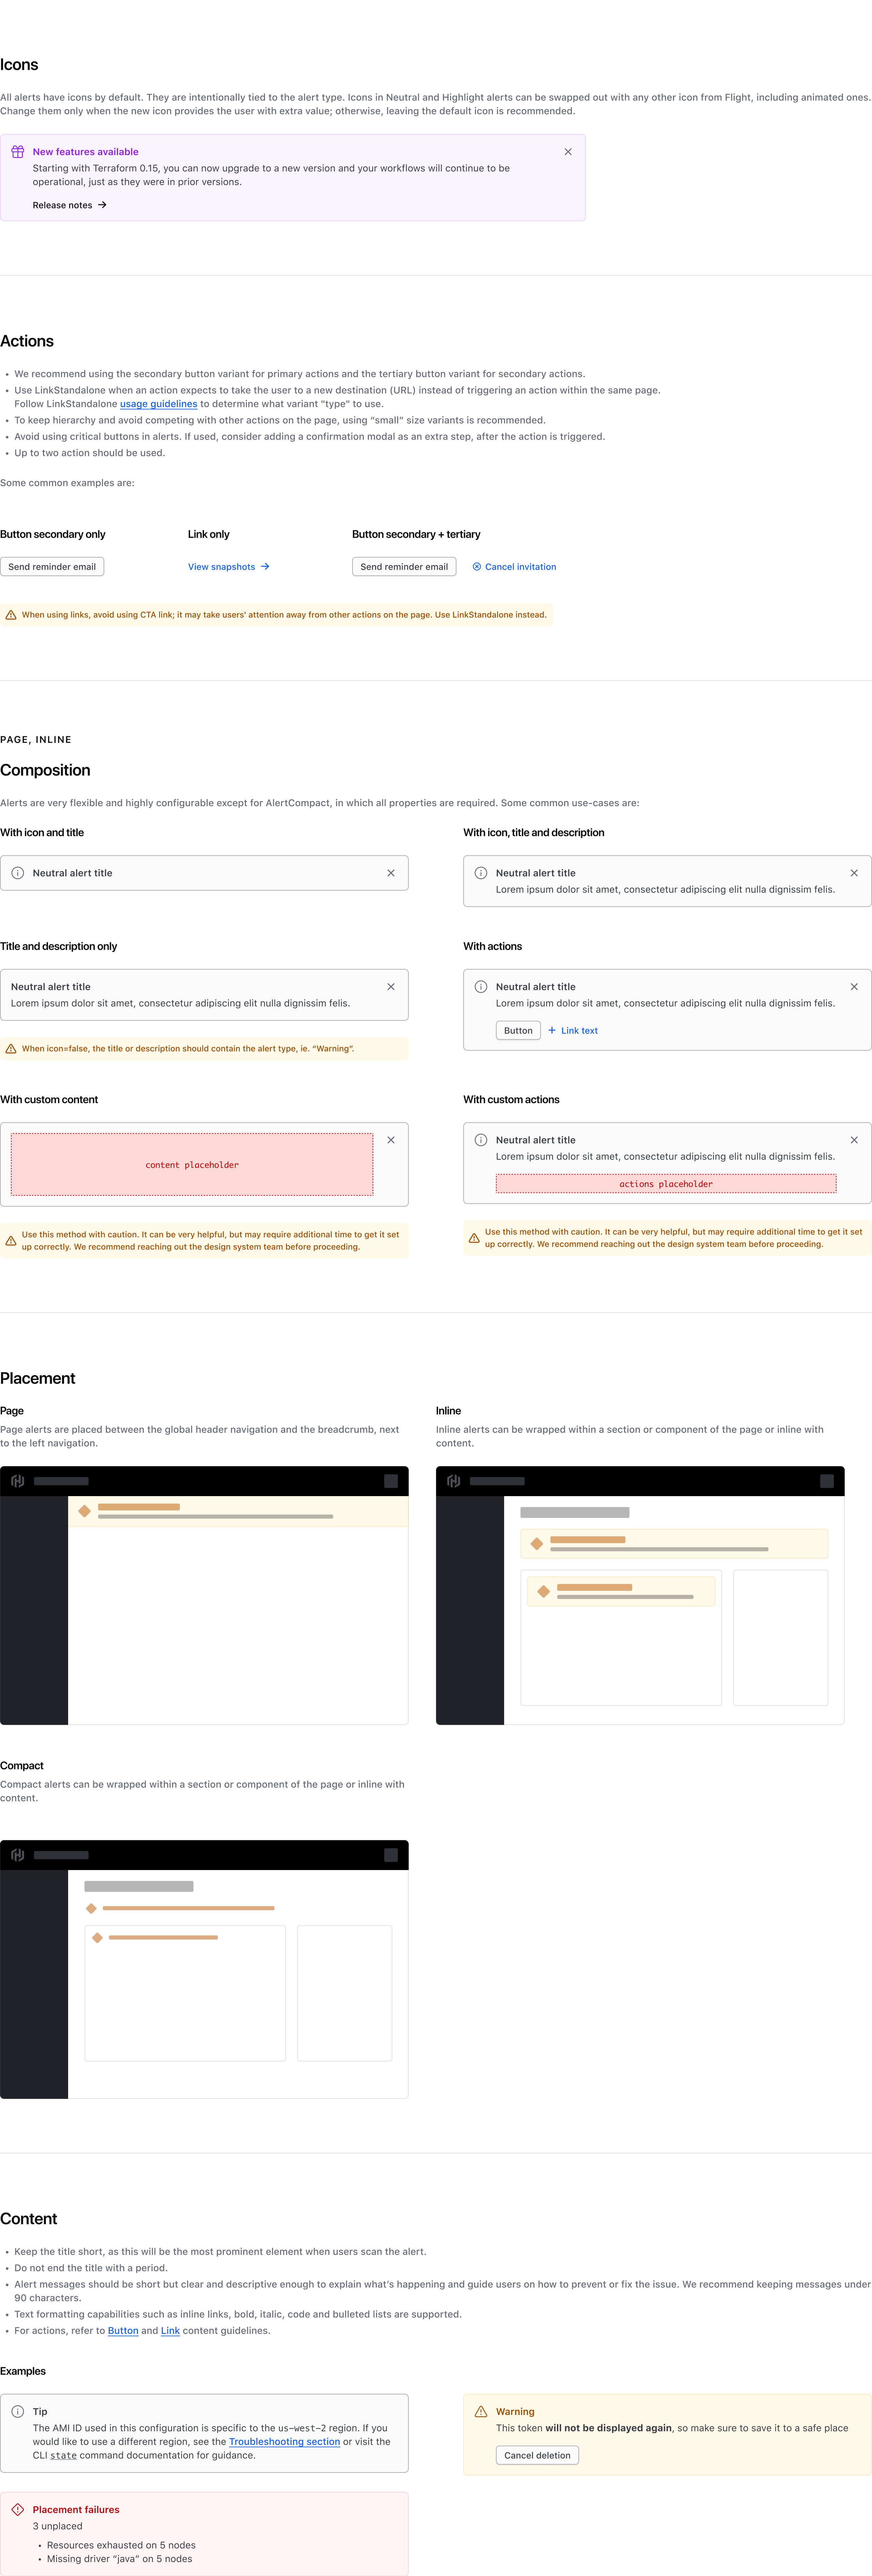 Icons
All alerts have icons by default. They are intentionally tied to the alert type. Icons in Neutral and Highlight alerts can be swapped out with any other icon from Flight, including animated ones.
Change them only when the new icon provides the user with extra value; otherwise, leaving the default icon is recommended.
New features available
Starting with Terraform 0.15, you can now upgrade to a new version and your workflows will continue to be
operational, just as they were in prior versions.
Release notes
Actions
• We recommend using the secondary button variant for primary actions and the tertiary button variant for secondary actions.
• Use LinkStandalone when an action expects to take the user to a new destination (URL) instead of triggering an action within the same page.
Follow LinkStandalone usage guidelines to determine what variant "type" to use.
• To keep hierarchy and avoid competing with other actions on the page, using “small” size variants is recommended.
• Avoid using critical buttons in alerts. If used, consider adding a confirmation modal as an extra step, after the action is triggered.
• Up to two action should be used.
Some common examples are:
Button secondary only
Send reminder email
Link only
View snapshots
Button secondary + tertiary
Send reminder email
Cancel invitation
When using links, avoid using CTA link; it may take users' attention away from other actions on the page. Use LinkStandalone instead.
PAGE, INLINE
Composition
Alerts are very flexible and highly configurable except for AlertCompact, in which all properties are required. Some common use-cases are:
With icon and title
Neutral alert title
With icon, title and description
Neutral alert title
Lorem ipsum dolor sit amet, consectetur adipiscing elit nulla dignissim felis.
Title and description only
Neutral alert title
Lorem ipsum dolor sit amet, consectetur adipiscing elit nulla dignissim felis.
When icon=false, the title or description should contain the alert type, ie. “Warning”.
With actions
Neutral alert title
Lorem ipsum dolor sit amet, consectetur adipiscing elit nulla dignissim felis.
Button
Link text
With custom content
content placeholder
Use this method with caution. It can be very helpful, but may require additional time to get it set
up correctly. We recommend reaching out the design system team before proceeding.
With custom actions
Neutral alert title
Lorem ipsum dolor sit amet, consectetur adipiscing elit nulla dignissim felis.
actions placeholder
Use this method with caution. It can be very helpful, but may require additional time to get it set
up correctly. We recommend reaching out the design system team before proceeding.
Placement
Page
Page alerts are placed between the global header navigation and the breadcrumb, next
to the left navigation.
Inline
Inline alerts can be wrapped within a section or component of the page or inline with
content.
Compact
Compact alerts can be wrapped within a section or component of the page or inline with
content.
Content
• Keep the title short, as this will be the most prominent element when users scan the alert.
• Do not end the title with a period.
• Alert messages should be short but clear and descriptive enough to explain what's happening and guide users on how to prevent or fix the issue. We recommend keeping messages under
90 characters.
• Text formatting capabilities such as inline links, bold, italic, code and bulleted lists are supported.
• For actions, refer to Button and Link content guidelines.
Examples
Tip
The AMI ID used in this configuration is specific to the us-west-2 region. If you
would like to use a different region, see the Troubleshooting section or visit the
CLI state command documentation for guidance.
Warning
This token will not be displayed again, so make sure to save it to a safe place
Cancel deletion
Placement failures
3 unplaced
• Resources exhausted on 5 nodes
• Missing driver “java” on 5 nodes